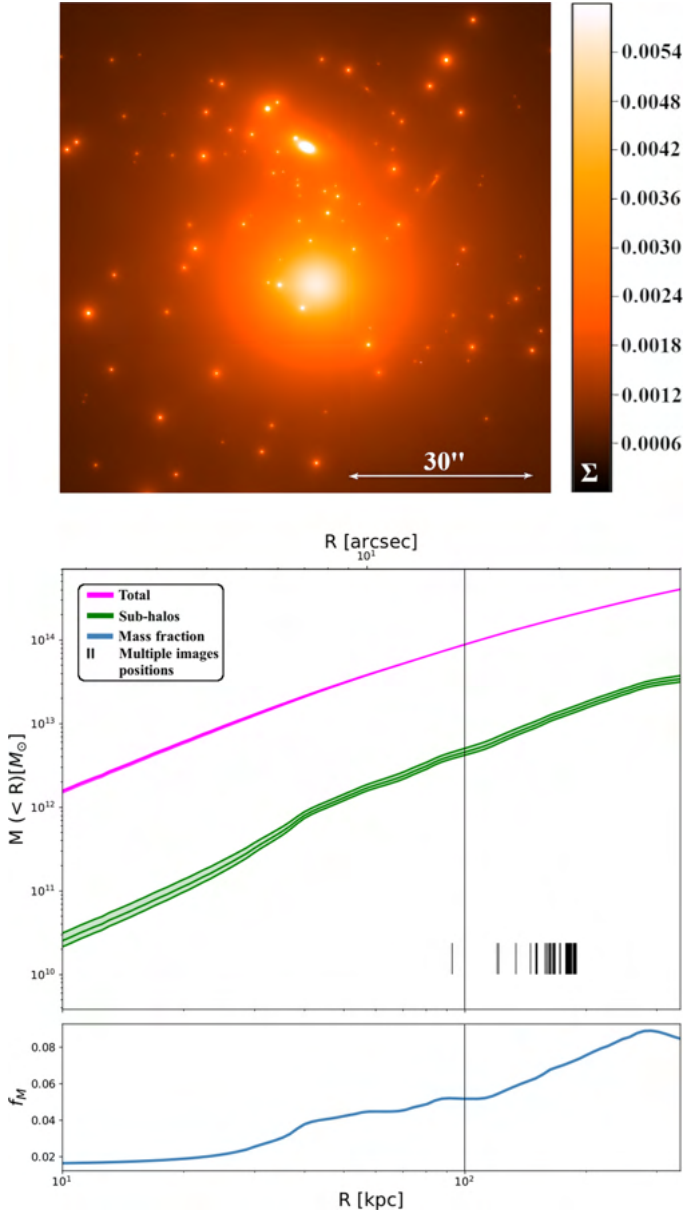 0.0054
0.0048
0.0042
0.0036
0.0030
0.0024
0.0018
0.0012
0.0006
30"
Σ
R [arcsec]
10¹
Total
Sub-halos
Mass fraction
Multiple images
positions
M (< R)[M⊙]
10¹⁴
10¹³
10¹²
10¹¹
10¹⁰
f_M
0.08
0.06
0.04
0.02
10¹
10²
R [kpc]